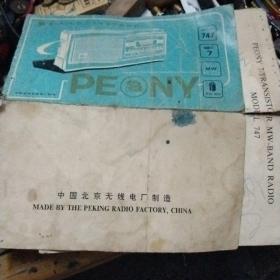 747
7
MW
PEONY
中国北京无线电厂制造
MADE BY THE PEKING RADIO FACTORY, CHINA
PEONY 7-TRANSISTOR MW-BAND RADIO
MODEL 747